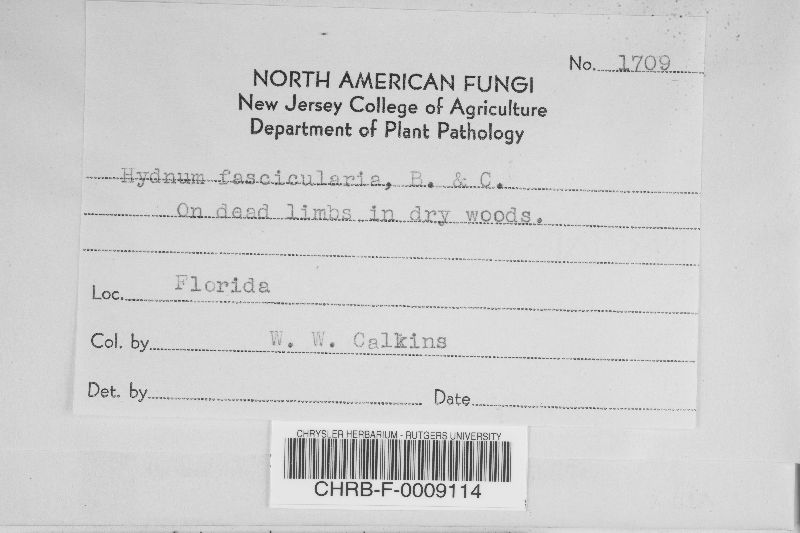 No. 1709
NORTH AMERICAN FUNGI
New Jersey College of Agriculture
Department of Plant Pathology
Hydnum fascicularia, B. & C.
On dead limbs in dry woods.
Loc. Florida
Col. by W. W. Calkins
Det. by Date
CHRYSLER HERBARIUM - RUTGERS UNIVERSITY
CHRB-F-0009114